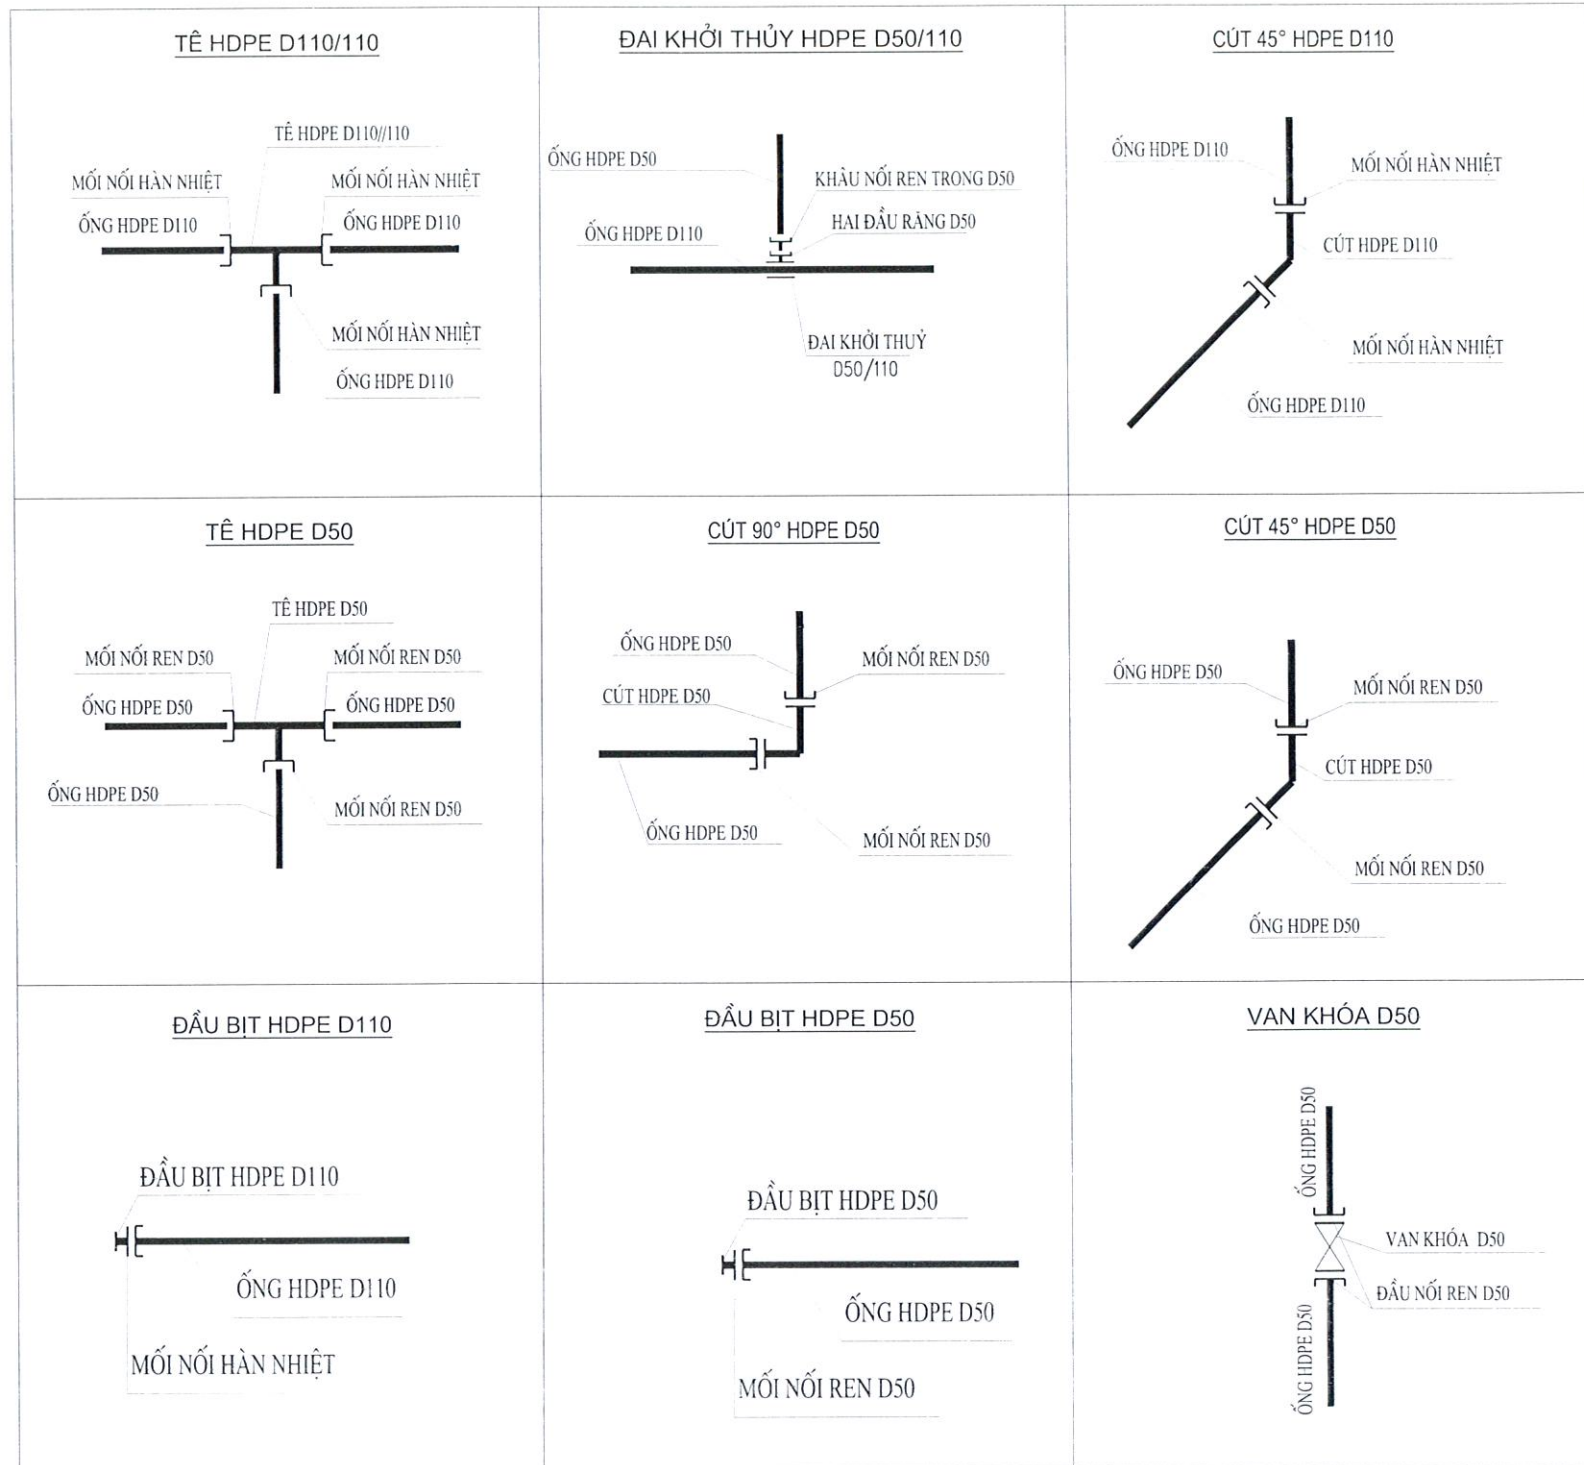 TÊ HDPE D110/110
TÊ HDPE D110//110
MỐI NỐI HÀN NHIỆT
MỐI NỐI HÀN NHIỆT
ỐNG HDPE D110
ỐNG HDPE D110
MỐI NỐI HÀN NHIỆT
ỐNG HDPE D110
ĐAI KHỞI THỦY HDPE D50/110
ỐNG HDPE D50
KHÂU NỐI REN TRONG D50
HAI ĐẦU RĂNG D50
ỐNG HDPE D110
ĐAI KHỞI THUỶ
D50/110
CÚT 45° HDPE D110
ỐNG HDPE D110
MỐI NỐI HÀN NHIỆT
CÚT HDPE D110
MỐI NỐI HÀN NHIỆT
ỐNG HDPE D110
TÊ HDPE D50
TÊ HDPE D50
MỐI NỐI REN D50
MỐI NỐI REN D50
ỐNG HDPE D50
ỐNG HDPE D50
ỐNG HDPE D50
MỐI NỐI REN D50
CÚT 90° HDPE D50
ỐNG HDPE D50
MỐI NỐI REN D50
CÚT HDPE D50
ỐNG HDPE D50
MỐI NỐI REN D50
CÚT 45° HDPE D50
ỐNG HDPE D50
MỐI NỐI REN D50
CÚT HDPE D50
MỐI NỐI REN D50
ỐNG HDPE D50
ĐẦU BỊT HDPE D110
ĐẦU BỊT HDPE D110
ỐNG HDPE D110
MỐI NỐI HÀN NHIỆT
ĐẦU BỊT HDPE D50
ĐẦU BỊT HDPE D50
ỐNG HDPE D50
MỐI NỐI REN D50
VAN KHÓA D50
ỐNG HDPE D50
VAN KHÓA D50
ĐẦU NỐI REN D50
ỐNG HDPE D50